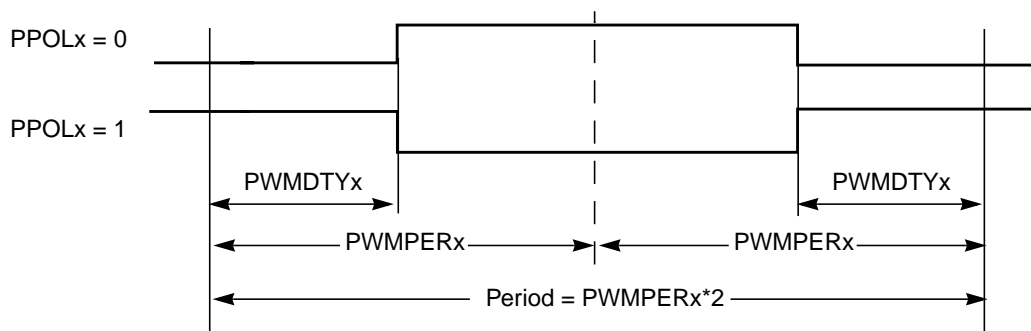 PPOLx = 0
PPOLx = 1
PWMDTYx
PWMDTYx
PWMPERx
PWMPERx
Period = PWMPERx*2